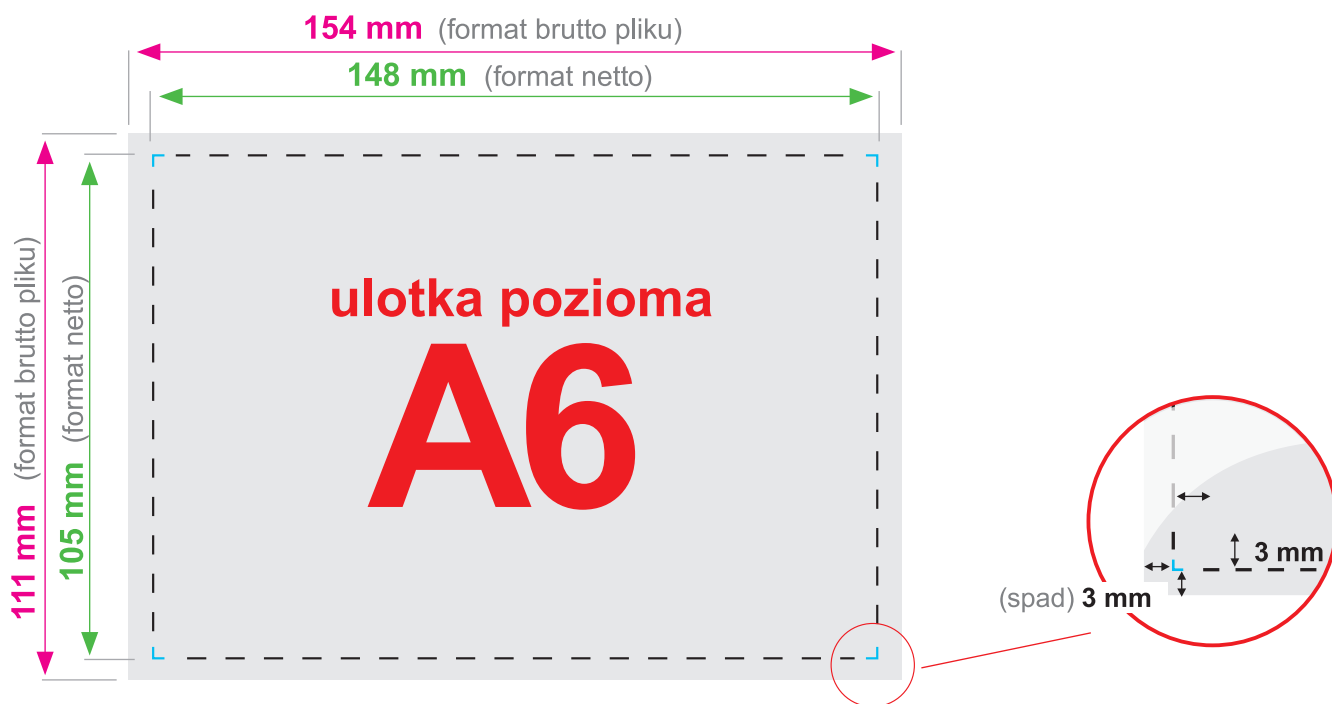 154 mm (format brutto pliku)
148 mm (format netto)
111 mm (format brutto pliku)
105 mm (format netto)
ulotka pozioma
A6
3 mm
(spad) 3 mm